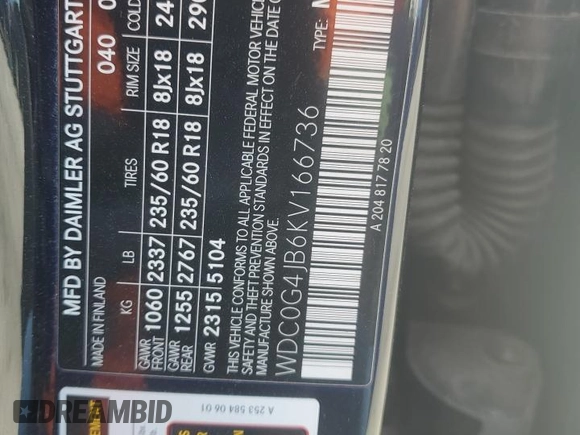 MFD BY DAIMLER AG STUTTGART
040
MADE IN FINLAND
KG LB TIRES RIM SIZE COLD
GAWR FRONT 1060 2337 235/60 R18 8Jx18 24
GAWR REAR 1255 2767 235/60 R18 8Jx18 290
GVWR 2315 5104
THIS VEHICLE CONFORMS TO ALL APPLICABLE FEDERAL MOTOR VEHIC
SAFETY AND THEFT PREVENTION STANDARDS IN EFFECT ON THE DATE O
MANUFACTURE SHOWN ABOVE.
WDC0G4JB6KV166736
TYPE:
A 204 817 78 20
A 253 584 06 01
DREAMBID